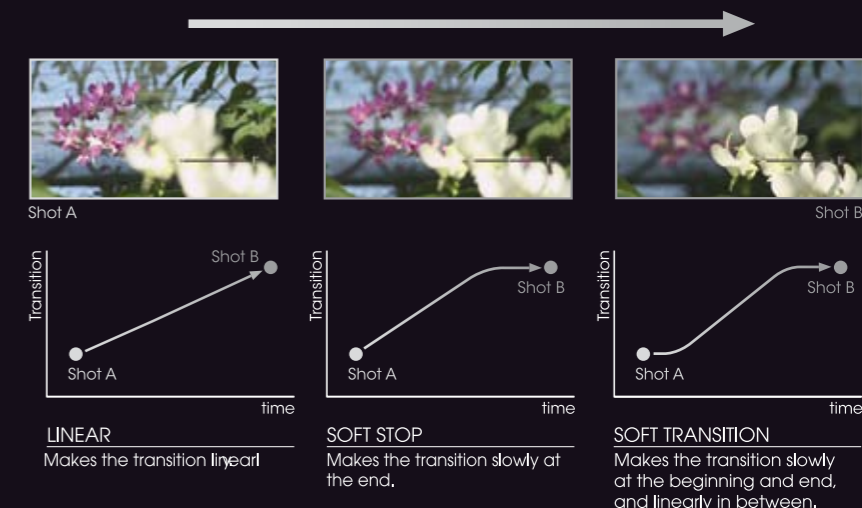 Shot A
Shot B
Transition
Shot B
Shot A
time
Transition
Shot B
Shot A
time
Transition
Shot B
Shot A
time
LINEAR
Makes the transition linearly.
SOFT STOP
Makes the transition slowly at
the end.
SOFT TRANSITION
Makes the transition slowly
at the beginning and end,
and linearly in between.